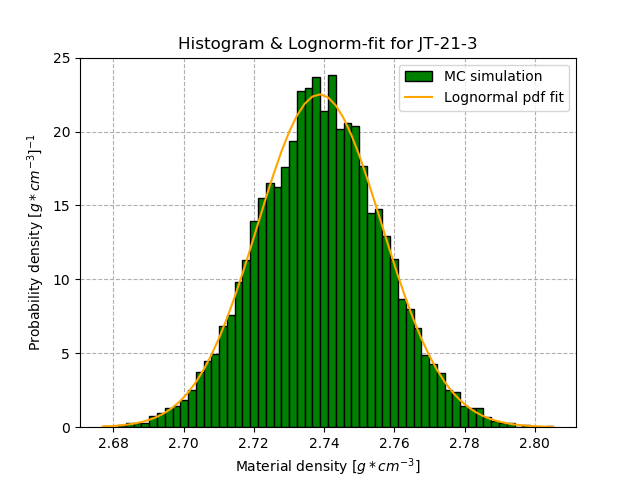 Histogram & Lognorm-fit for JT-21-3
MC simulation
Lognormal pdf fit
Probability density [g * cm⁻³]⁻¹
25
20
15
10
5
0
2.68 2.70 2.72 2.74 2.76 2.78 2.80
Material density [g * cm⁻³]